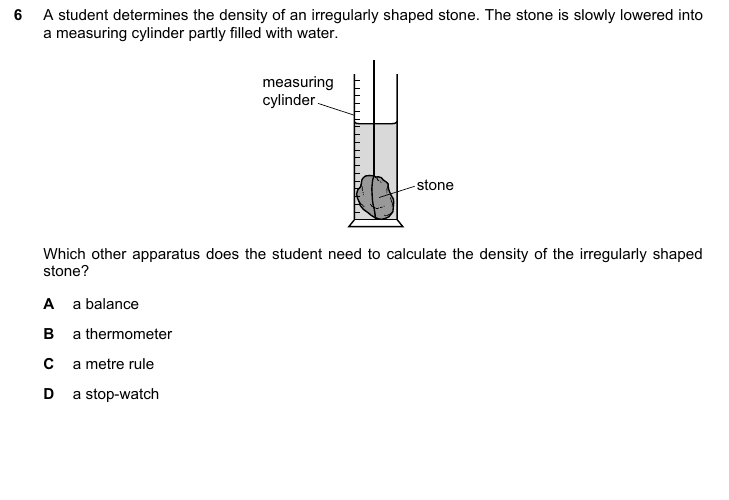 6 A student determines the density of an irregularly shaped stone. The stone is slowly lowered into
a measuring cylinder partly filled with water.
measuring
cylinder
stone
Which other apparatus does the student need to calculate the density of the irregularly shaped
stone?
A a balance
B a thermometer
C a metre rule
D a stop-watch